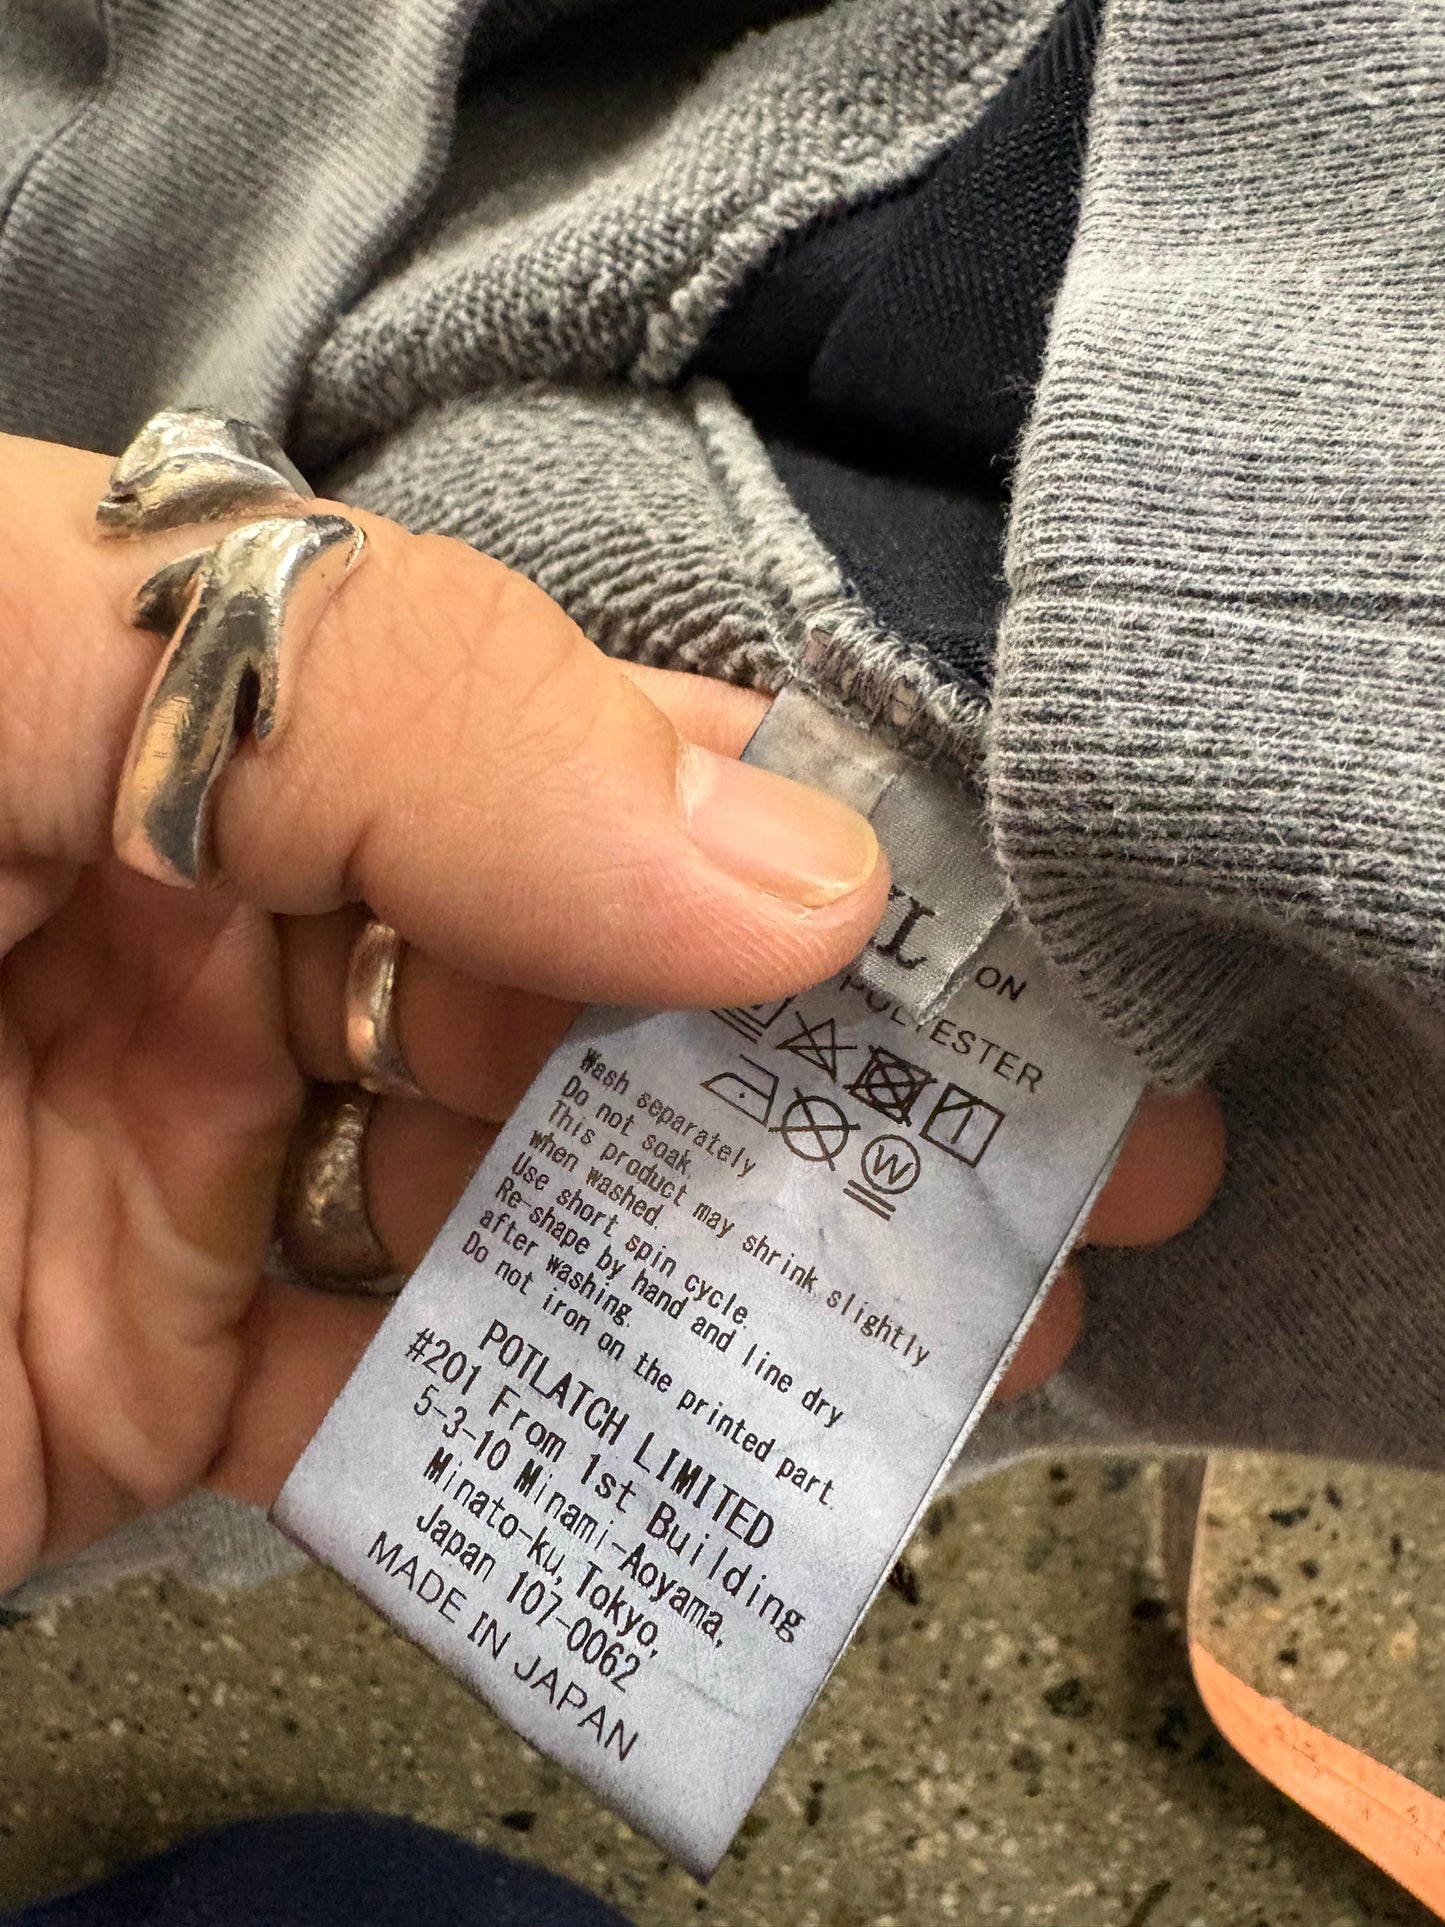 XL
ON
POLYESTER
W
Wash separately
Do not soak.
This product may shrink slightly
when washed.
Use short spin cycle.
Re-shape by hand and line dry
after washing.
Do not iron on the printed part.
POTLATCH LIMITED
#201 From 1st Building
5-3-10 Minami-Aoyama,
Minato-ku, Tokyo,
Japan 107-0062
MADE IN JAPAN